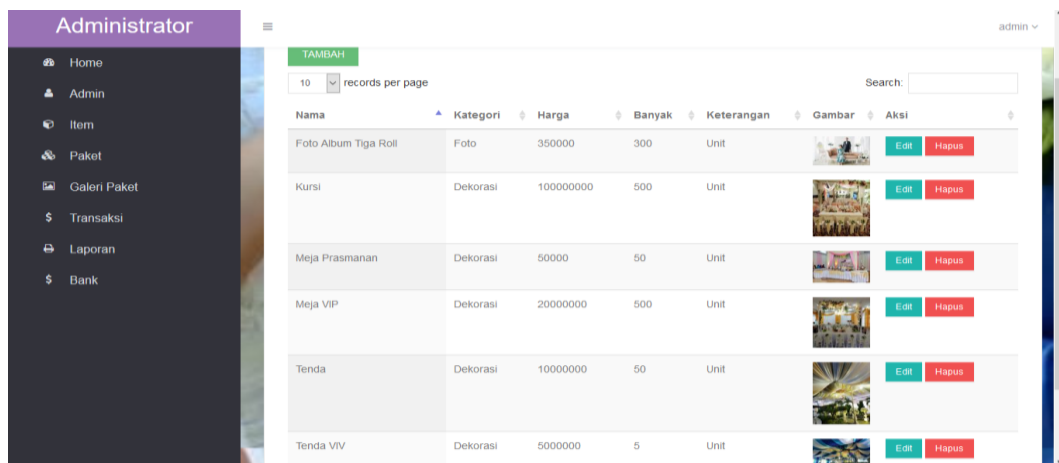 Administrator
admin
Home
Admin
Item
Paket
Galeri Paket
Transaksi
Laporan
Bank
TAMBAH
10 records per page
Search:
Nama Kategori Harga Banyak Keterangan Gambar Aksi
Foto Album Tiga Roll Foto 350000 300 Unit Edit Hapus
Kursi Dekorasi 100000000 500 Unit Edit Hapus
Meja Prasmanan Dekorasi 50000 50 Unit Edit Hapus
Meja VIP Dekorasi 20000000 500 Unit Edit Hapus
Tenda Dekorasi 10000000 50 Unit Edit Hapus
Tenda VIV Dekorasi 5000000 5 Unit Edit Hapus